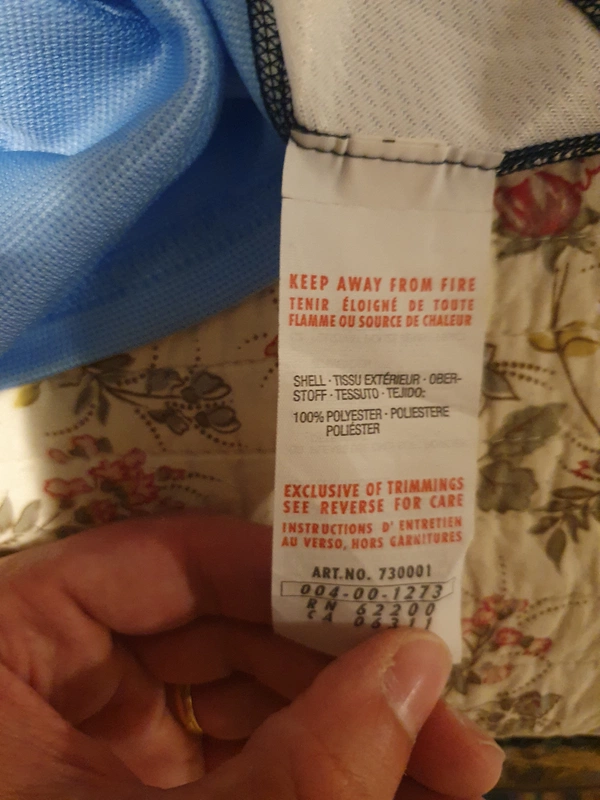 KEEP AWAY FROM FIRE
TENIR ÉLOIGNÉ DE TOUTE
FLAMME OU SOURCE DE CHALEUR
SHELL · TISSU EXTÉRIEUR · OBER-
STOFF · TESSUTO · TEJIDO:
100% POLYESTER · POLIESTERE
POLIÉSTER
EXCLUSIVE OF TRIMMINGS
SEE REVERSE FOR CARE
INSTRUCTIONS D' ENTRETIEN
AU VERSO, HORS GARNITURES
ART.NO. 730001
004-00-1273
RN 62200
CA 06311